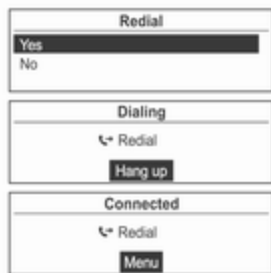 Redial
Yes
No
Dialing
Redial
Hang up
Connected
Redial
Menu